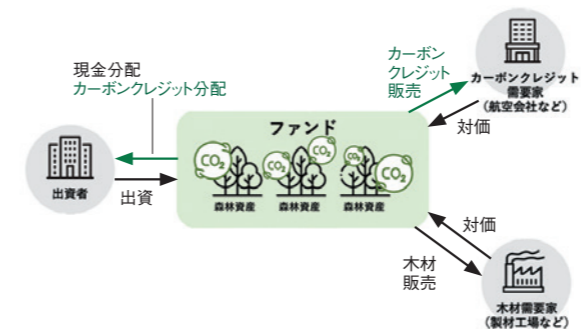 現金分配
カーボンクレジット分配
出資者
出資
ファンド
CO2
CO2
CO2
CO2
CO2
森林資産
森林資産
森林資産
カーボン
クレジット
販売
カーボンクレジット
需要家
(航空会社など)
対価
対価
木材
販売
木材需要家
(製材工場など)